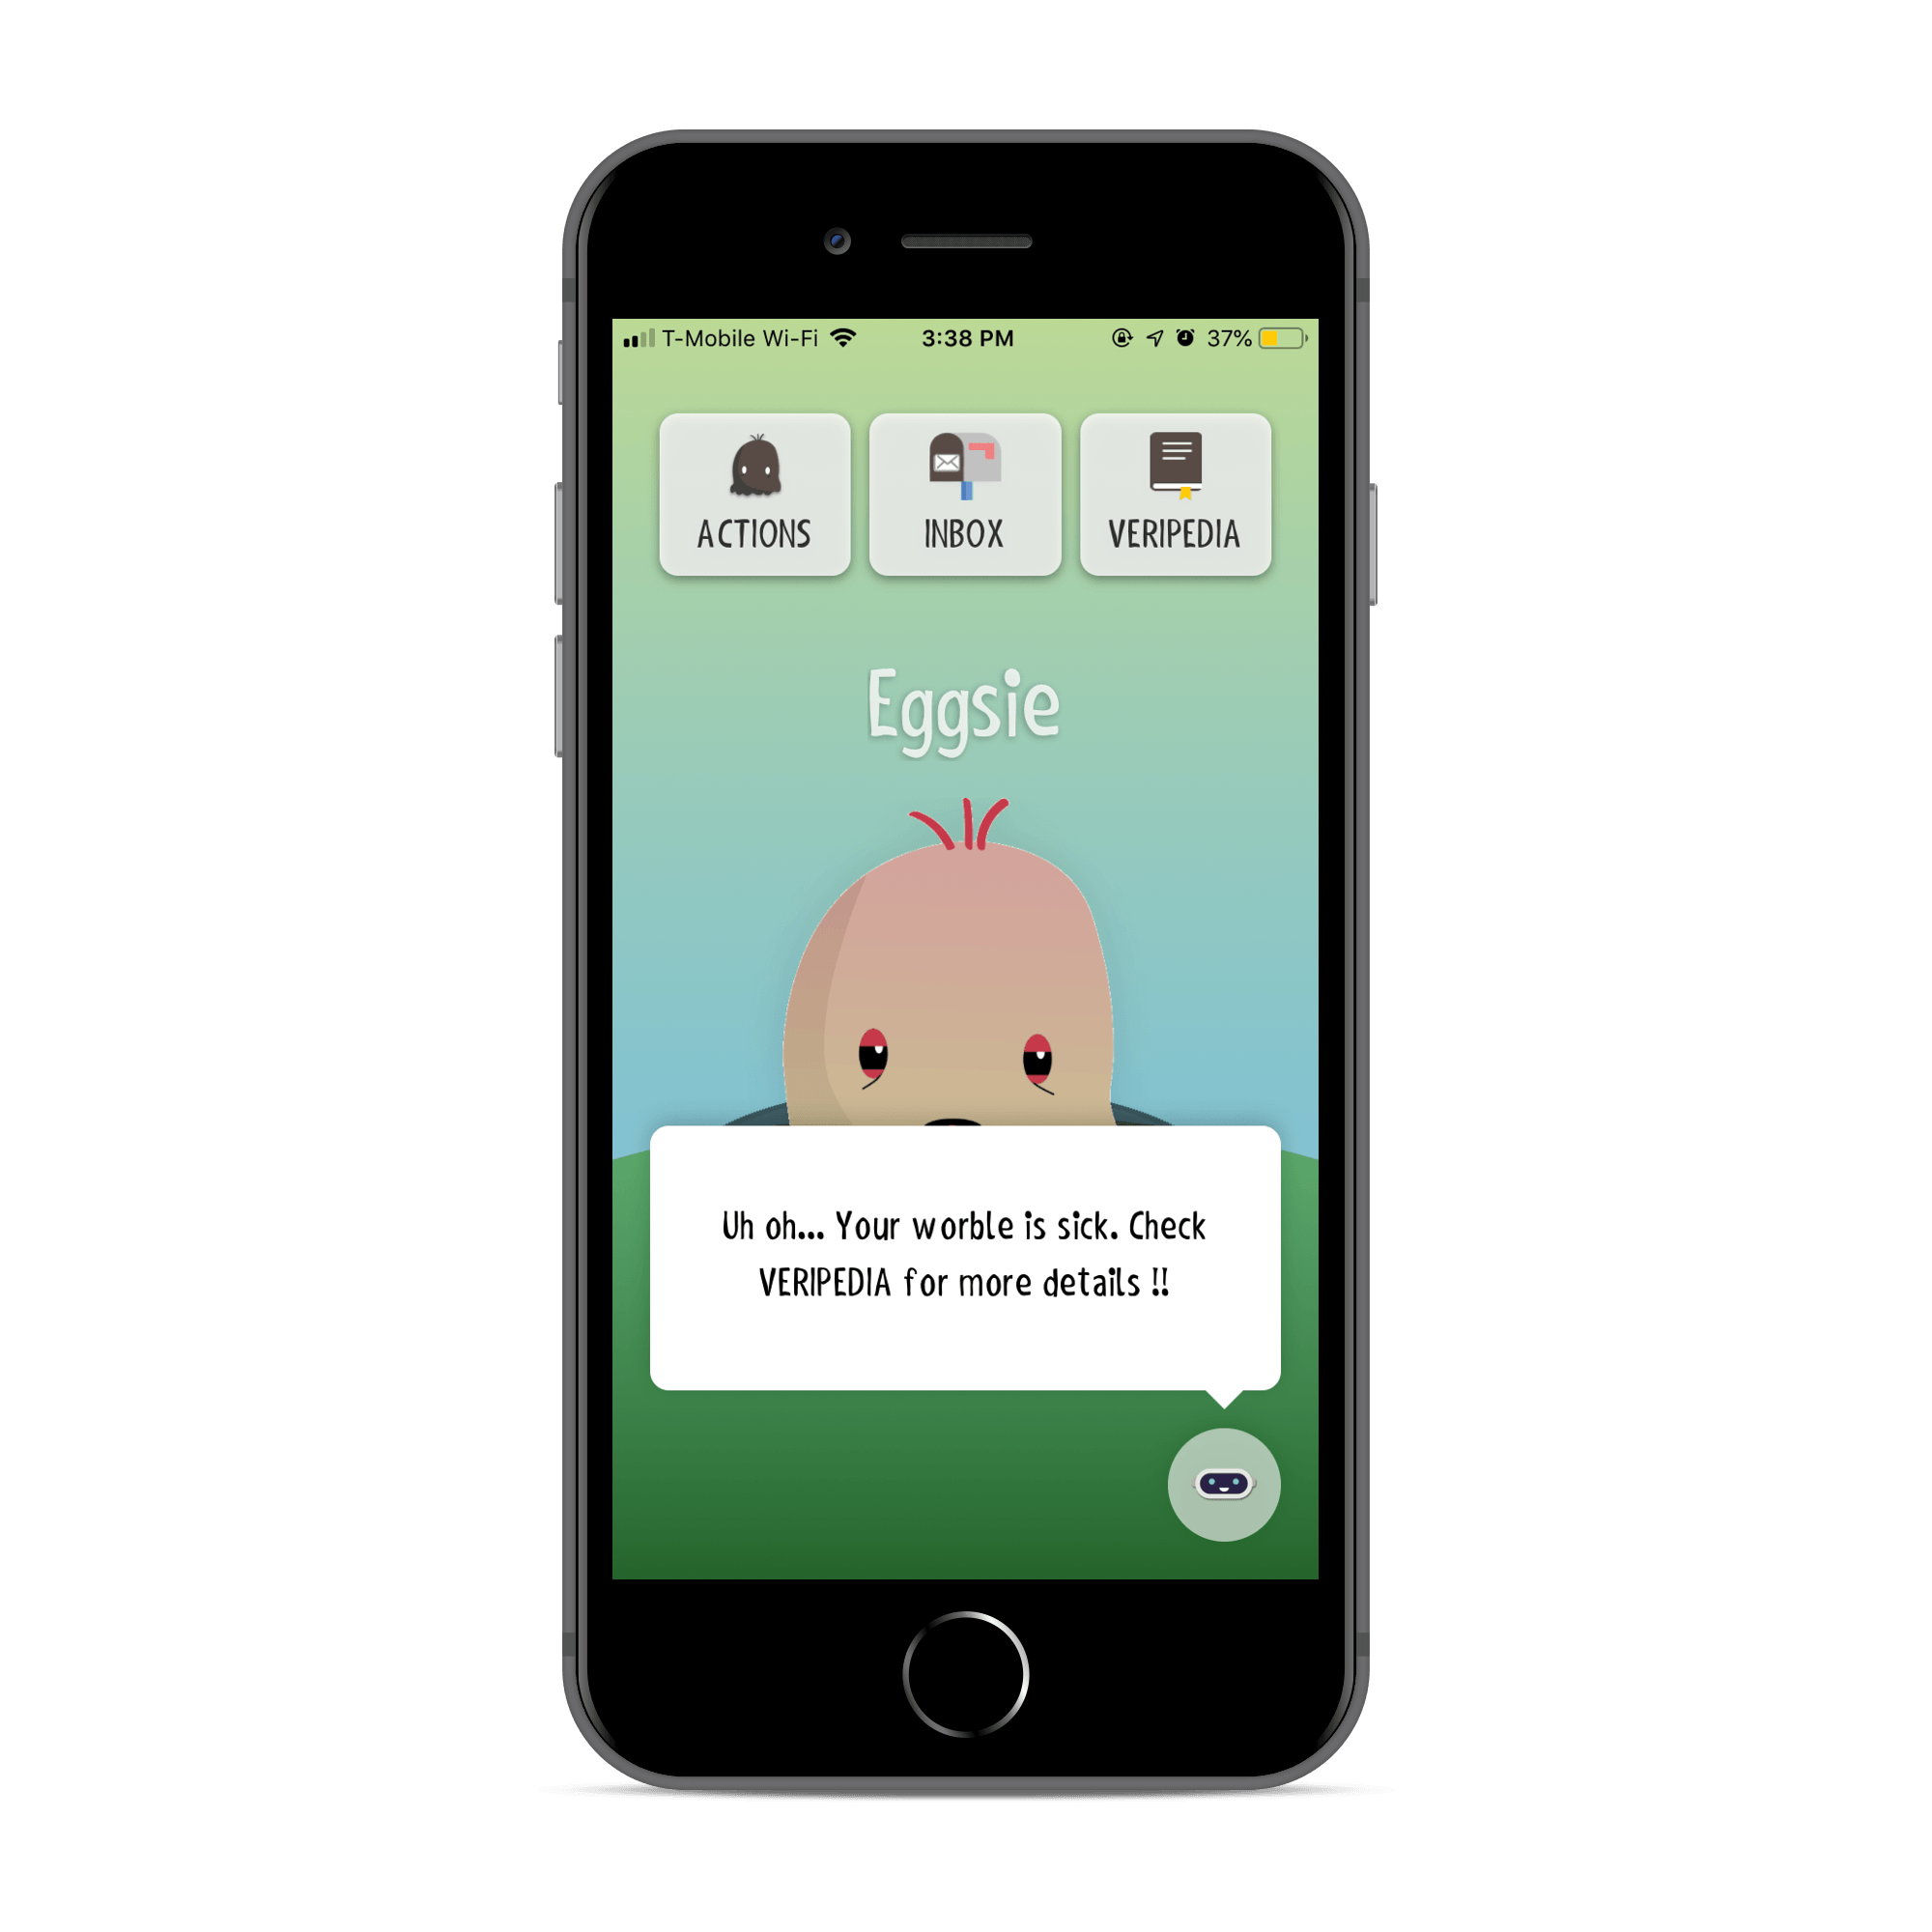 T-Mobile Wi-Fi 3:38 PM 37%
ACTIONS INBOX VERIPEDIA
Eggsie
Uh oh... Your worble is sick. Check
VERIPEDIA for more details !!